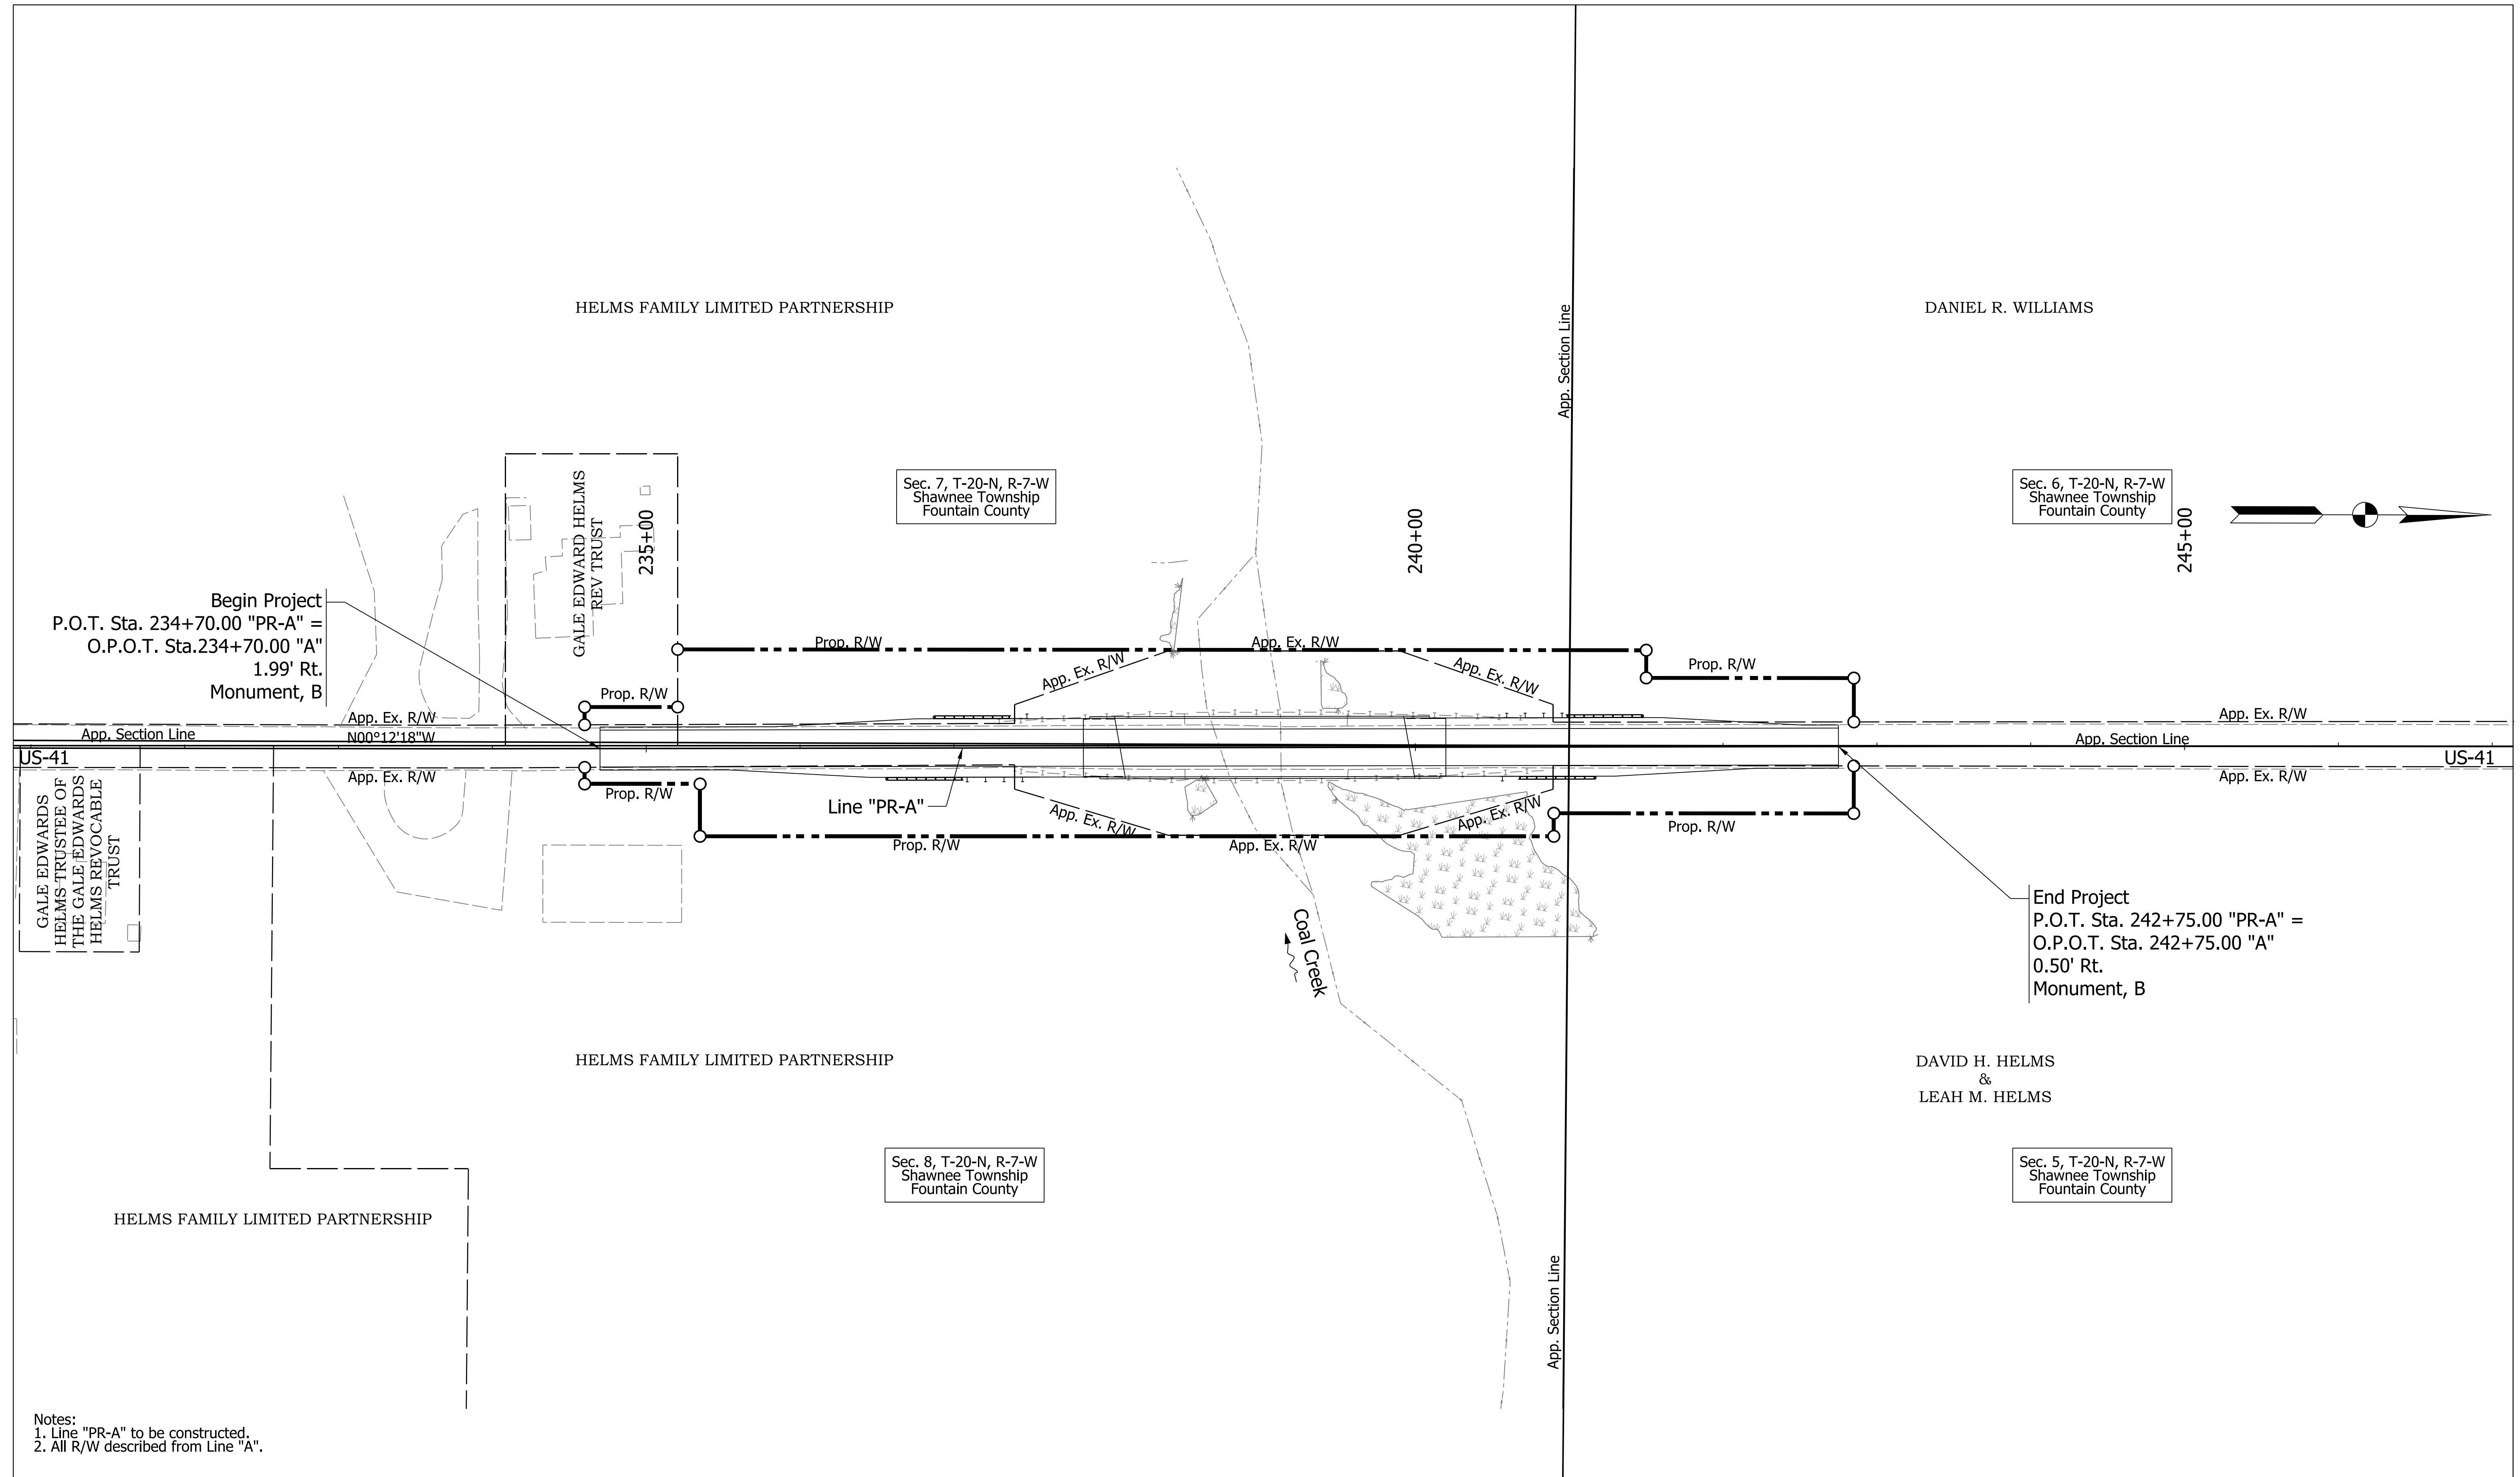 HELMS FAMILY LIMITED PARTNERSHIP
DANIEL R. WILLIAMS
App. Section Line
Sec. 7, T-20-N, R-7-W
Shawnee Township
Fountain County
Sec. 6, T-20-N, R-7-W
Shawnee Township
Fountain County
GALE EDWARD HELMS
REV TRUST
235+00
240+00
245+00
Begin Project
P.O.T. Sta. 234+70.00 "PR-A" =
O.P.O.T. Sta.234+70.00 "A"
1.99' Rt.
Monument, B
Prop. R/W
App. Ex. R/W
App. Ex. R/W
App. Ex. R/W
Prop. R/W
Prop. R/W
App. Ex. R/W
App. Ex. R/W
App. Section Line
N00°12'18"W
App. Section Line
US-41
US-41
App. Ex. R/W
App. Ex. R/W
Prop. R/W
Line "PR-A"
App. Ex. R/W
App. Ex. R/W
Prop. R/W
Prop. R/W
App. Ex. R/W
GALE EDWARDS
HELMS TRUSTEE OF
THE GALE EDWARDS
HELMS REVOCABLE
TRUST
Coal Creek
End Project
P.O.T. Sta. 242+75.00 "PR-A" =
O.P.O.T. Sta. 242+75.00 "A"
0.50' Rt.
Monument, B
HELMS FAMILY LIMITED PARTNERSHIP
DAVID H. HELMS
&
LEAH M. HELMS
Sec. 8, T-20-N, R-7-W
Shawnee Township
Fountain County
Sec. 5, T-20-N, R-7-W
Shawnee Township
Fountain County
HELMS FAMILY LIMITED PARTNERSHIP
App. Section Line
Notes:
1. Line "PR-A" to be constructed.
2. All R/W described from Line "A".